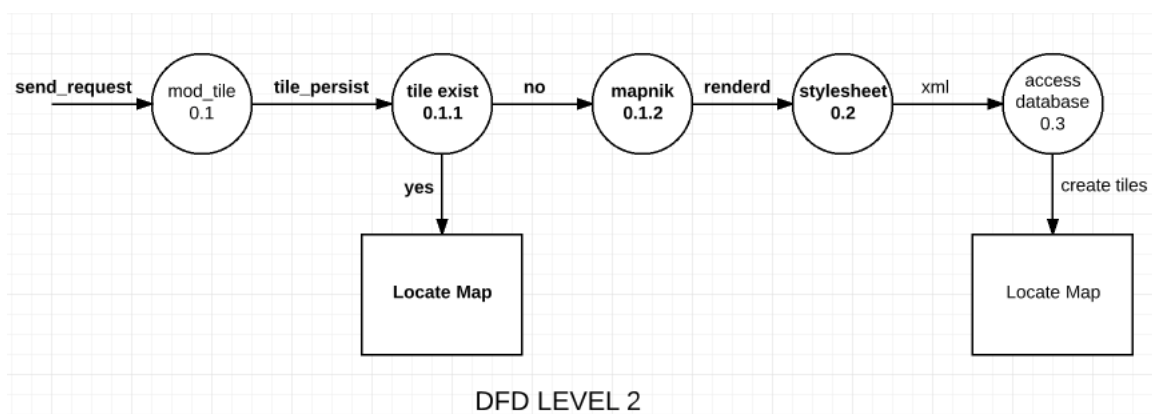 send_request
mod_tile
0.1
tile_persist
tile exist
0.1.1
no
mapnik
0.1.2
renderd
stylesheet
0.2
xml
access
database
0.3
yes
create tiles
Locate Map
Locate Map
DFD LEVEL 2